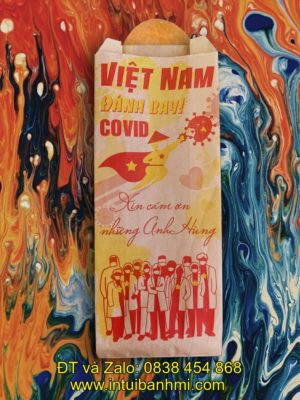 VIỆT NAM
ĐÁNH BAY!
COVID
Xin cảm ơn
những Anh Hùng
ĐT và Zalo: 0838 454 868
www.intuibanhmi.com